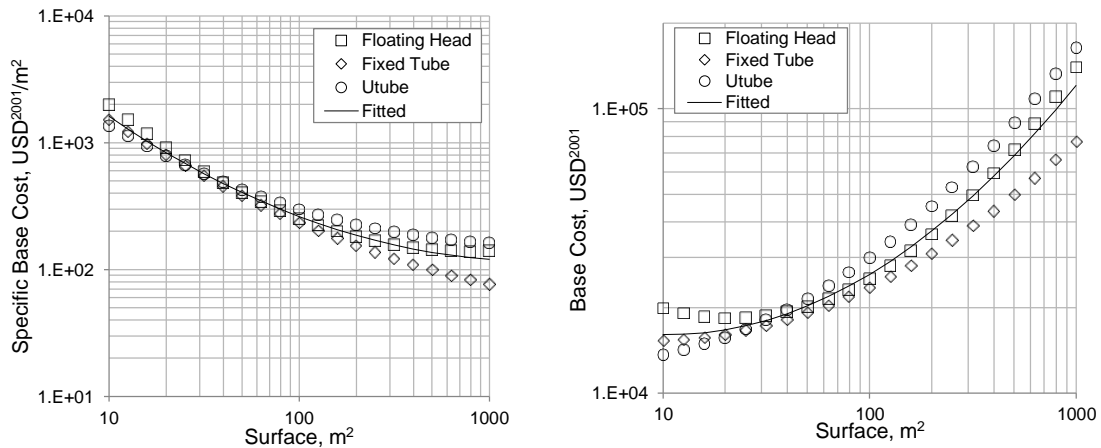 Specific Base Cost, USD²⁰⁰¹/m²
1.E+04
1.E+03
1.E+02
1.E+01
Floating Head
Fixed Tube
Utube
Fitted
10 100 1000
Surface, m²
Base Cost, USD²⁰⁰¹
1.E+05
1.E+04
Floating Head
Fixed Tube
Utube
Fitted
10 100 1000
Surface, m²